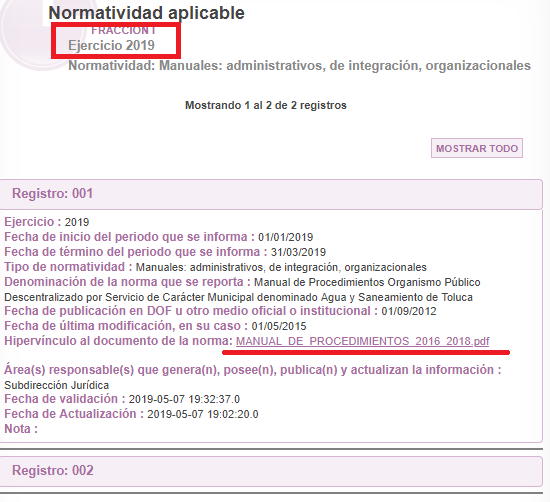 Normatividad aplicable
FRACCIÓN I
Ejercicio 2019
Normatividad: Manuales: administrativos, de integración, organizacionales
Mostrando 1 al 2 de 2 registros
MOSTRAR TODO
Registro: 001
Ejercicio : 2019
Fecha de inicio del periodo que se informa : 01/01/2019
Fecha de término del periodo que se informa : 31/03/2019
Tipo de normatividad : Manuales: administrativos, de integración, organizacionales
Denominación de la norma que se reporta : Manual de Procedimientos Organismo Público
Descentralizado por Servicio de Carácter Municipal denominado Agua y Saneamiento de Toluca
Fecha de publicación en DOF u otro medio oficial o institucional : 01/09/2012
Fecha de última modificación, en su caso : 01/05/2015
Hipervínculo al documento de la norma: MANUAL_DE_PROCEDIMIENTOS_2016_2018.pdf
Área(s) responsable(s) que genera(n), posee(n), publica(n) y actualizan la información :
Subdirección Jurídica
Fecha de validación : 2019-05-07 19:32:37.0
Fecha de Actualización : 2019-05-07 19:02:20.0
Nota :
Registro: 002